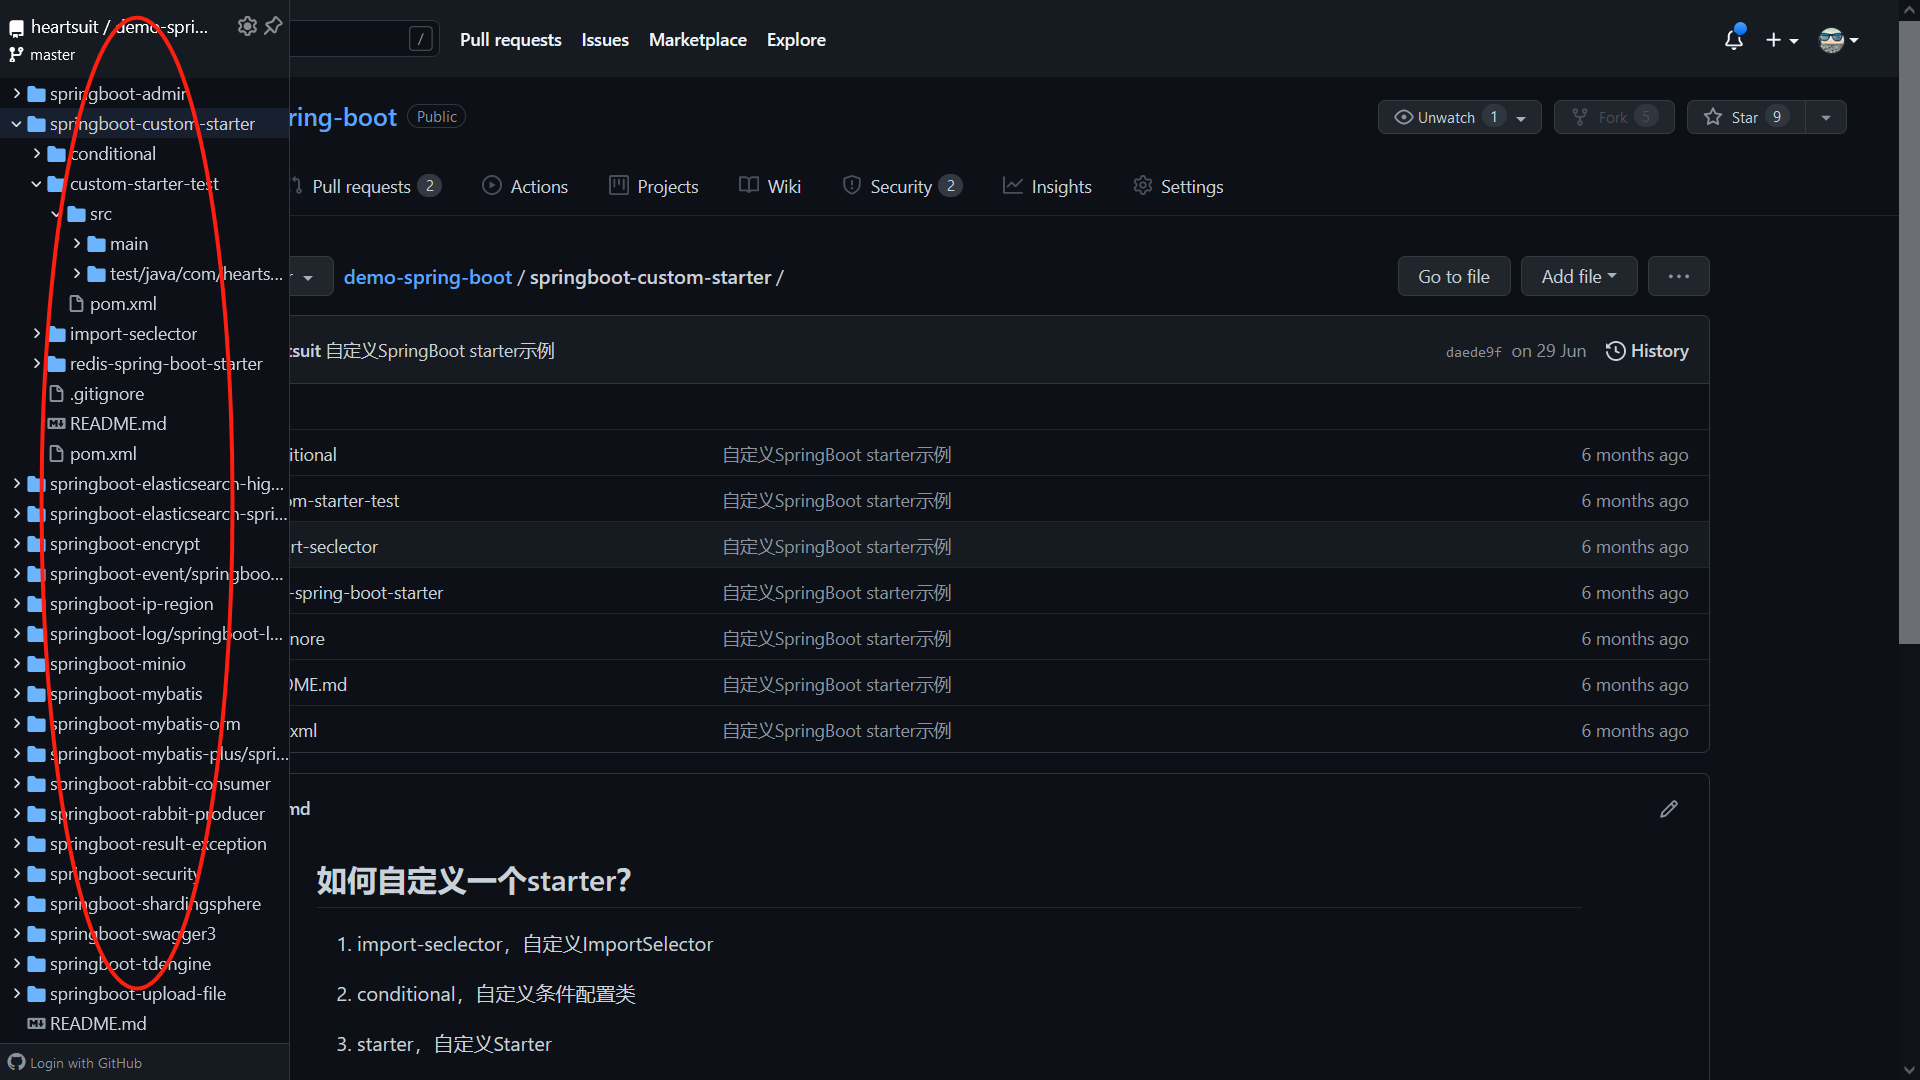 heartsuit / demo-spri...
master
springboot-admin
springboot-custom-starter
conditional
custom-starter-test
src
main
test/java/com/hearts...
pom.xml
import-seclector
redis-spring-boot-starter
.gitignore
README.md
pom.xml
springboot-elasticsearch-hig...
springboot-elasticsearch-spri...
springboot-encrypt
springboot-event/springboo...
springboot-ip-region
springboot-log/springboot-l...
springboot-minio
springboot-mybatis
springboot-mybatis-orm
springboot-mybatis-plus/spri...
springboot-rabbit-consumer
springboot-rabbit-producer
springboot-result-exception
springboot-security
springboot-shardingsphere
springboot-swagger3
springboot-tdengine
springboot-upload-file
README.md
Login with GitHub
/ Pull requests Issues Marketplace Explore
ring-boot Public Unwatch 1 Fork 5 Star 9
Pull requests 2 Actions Projects Wiki Security 2 Insights Settings
demo-spring-boot / springboot-custom-starter / Go to file Add file ...
tsuit 自定义SpringBoot starter示例 daede9f on 29 Jun History
itional 自定义SpringBoot starter示例 6 months ago
om-starter-test 自定义SpringBoot starter示例 6 months ago
rt-seclector 自定义SpringBoot starter示例 6 months ago
-spring-boot-starter 自定义SpringBoot starter示例 6 months ago
nore 自定义SpringBoot starter示例 6 months ago
OME.md 自定义SpringBoot starter示例 6 months ago
xml 自定义SpringBoot starter示例 6 months ago
md
如何自定义一个starter?
1. import-seclector，自定义ImportSelector
2. conditional，自定义条件配置类
3. starter，自定义Starter